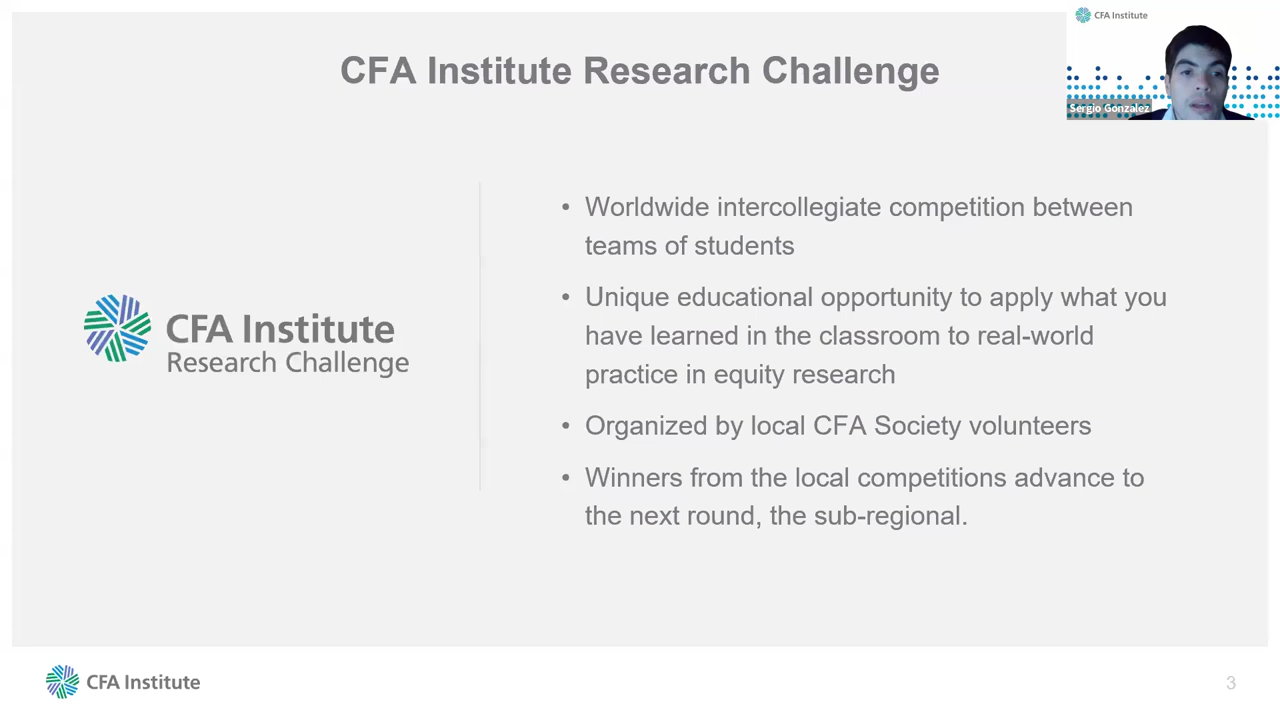 CFA Institute
CFA Institute Research Challenge
Sergio Gonzalez
• Worldwide intercollegiate competition between
teams of students
• Unique educational opportunity to apply what you
have learned in the classroom to real-world
practice in equity research
CFA Institute
Research Challenge
• Organized by local CFA Society volunteers
• Winners from the local competitions advance to
the next round, the sub-regional.
CFA Institute
3